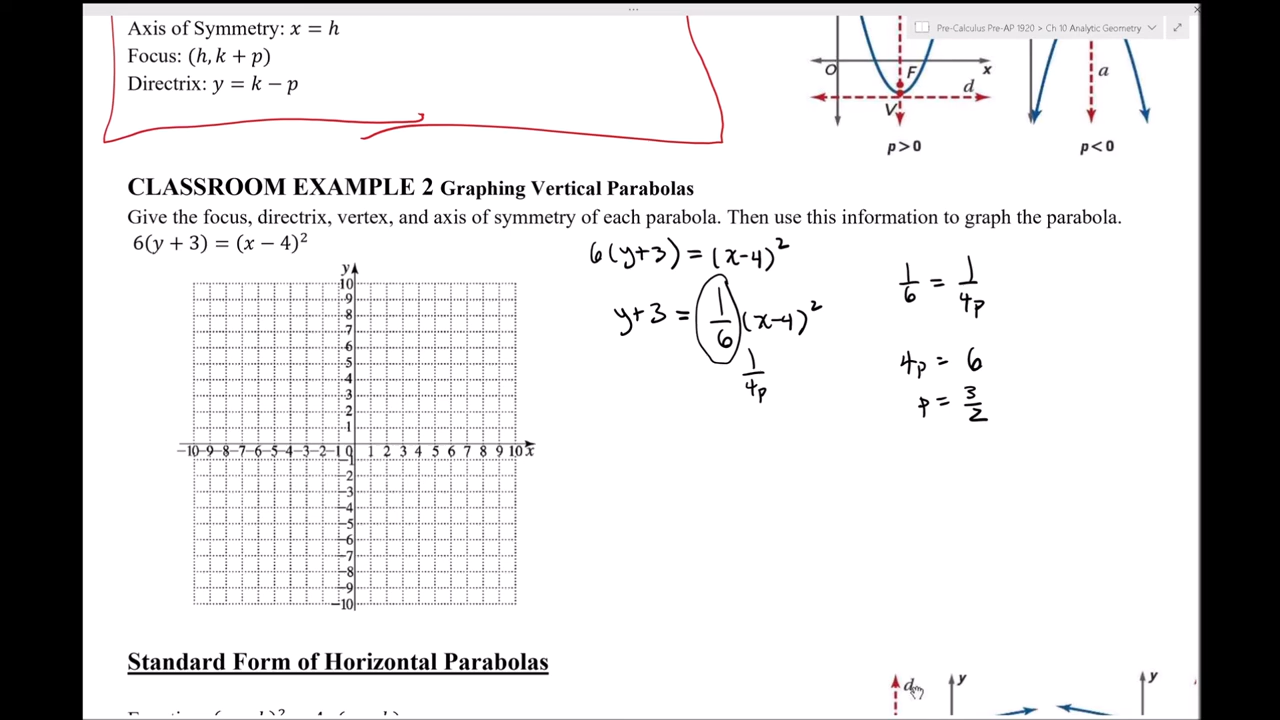 Axis of Symmetry: x = h
Focus: (h, k + p)
Directrix: y = k − p
Pre-Calculus Pre-AP 1920 > Ch 10 Analytic Geometry
O
F
x
d
V
p>0
a
p<0
CLASSROOM EXAMPLE 2 Graphing Vertical Parabolas
Give the focus, directrix, vertex, and axis of symmetry of each parabola. Then use this information to graph the parabola.
6(y + 3) = (x − 4)²
6(y+3) = (x-4)²
y+3 = 1/6 (x-4)²
1/4p
1/6 = 1/4p
4p = 6
p = 3/2
y
10
9
8
7
6
5
4
3
2
1
−10 −9 −8 −7 −6 −5 −4 −3 −2 −1 0 1 2 3 4 5 6 7 8 9 10 x
−1
−2
−3
−4
−5
−6
−7
−8
−9
−10
Standard Form of Horizontal Parabolas
d
y
y